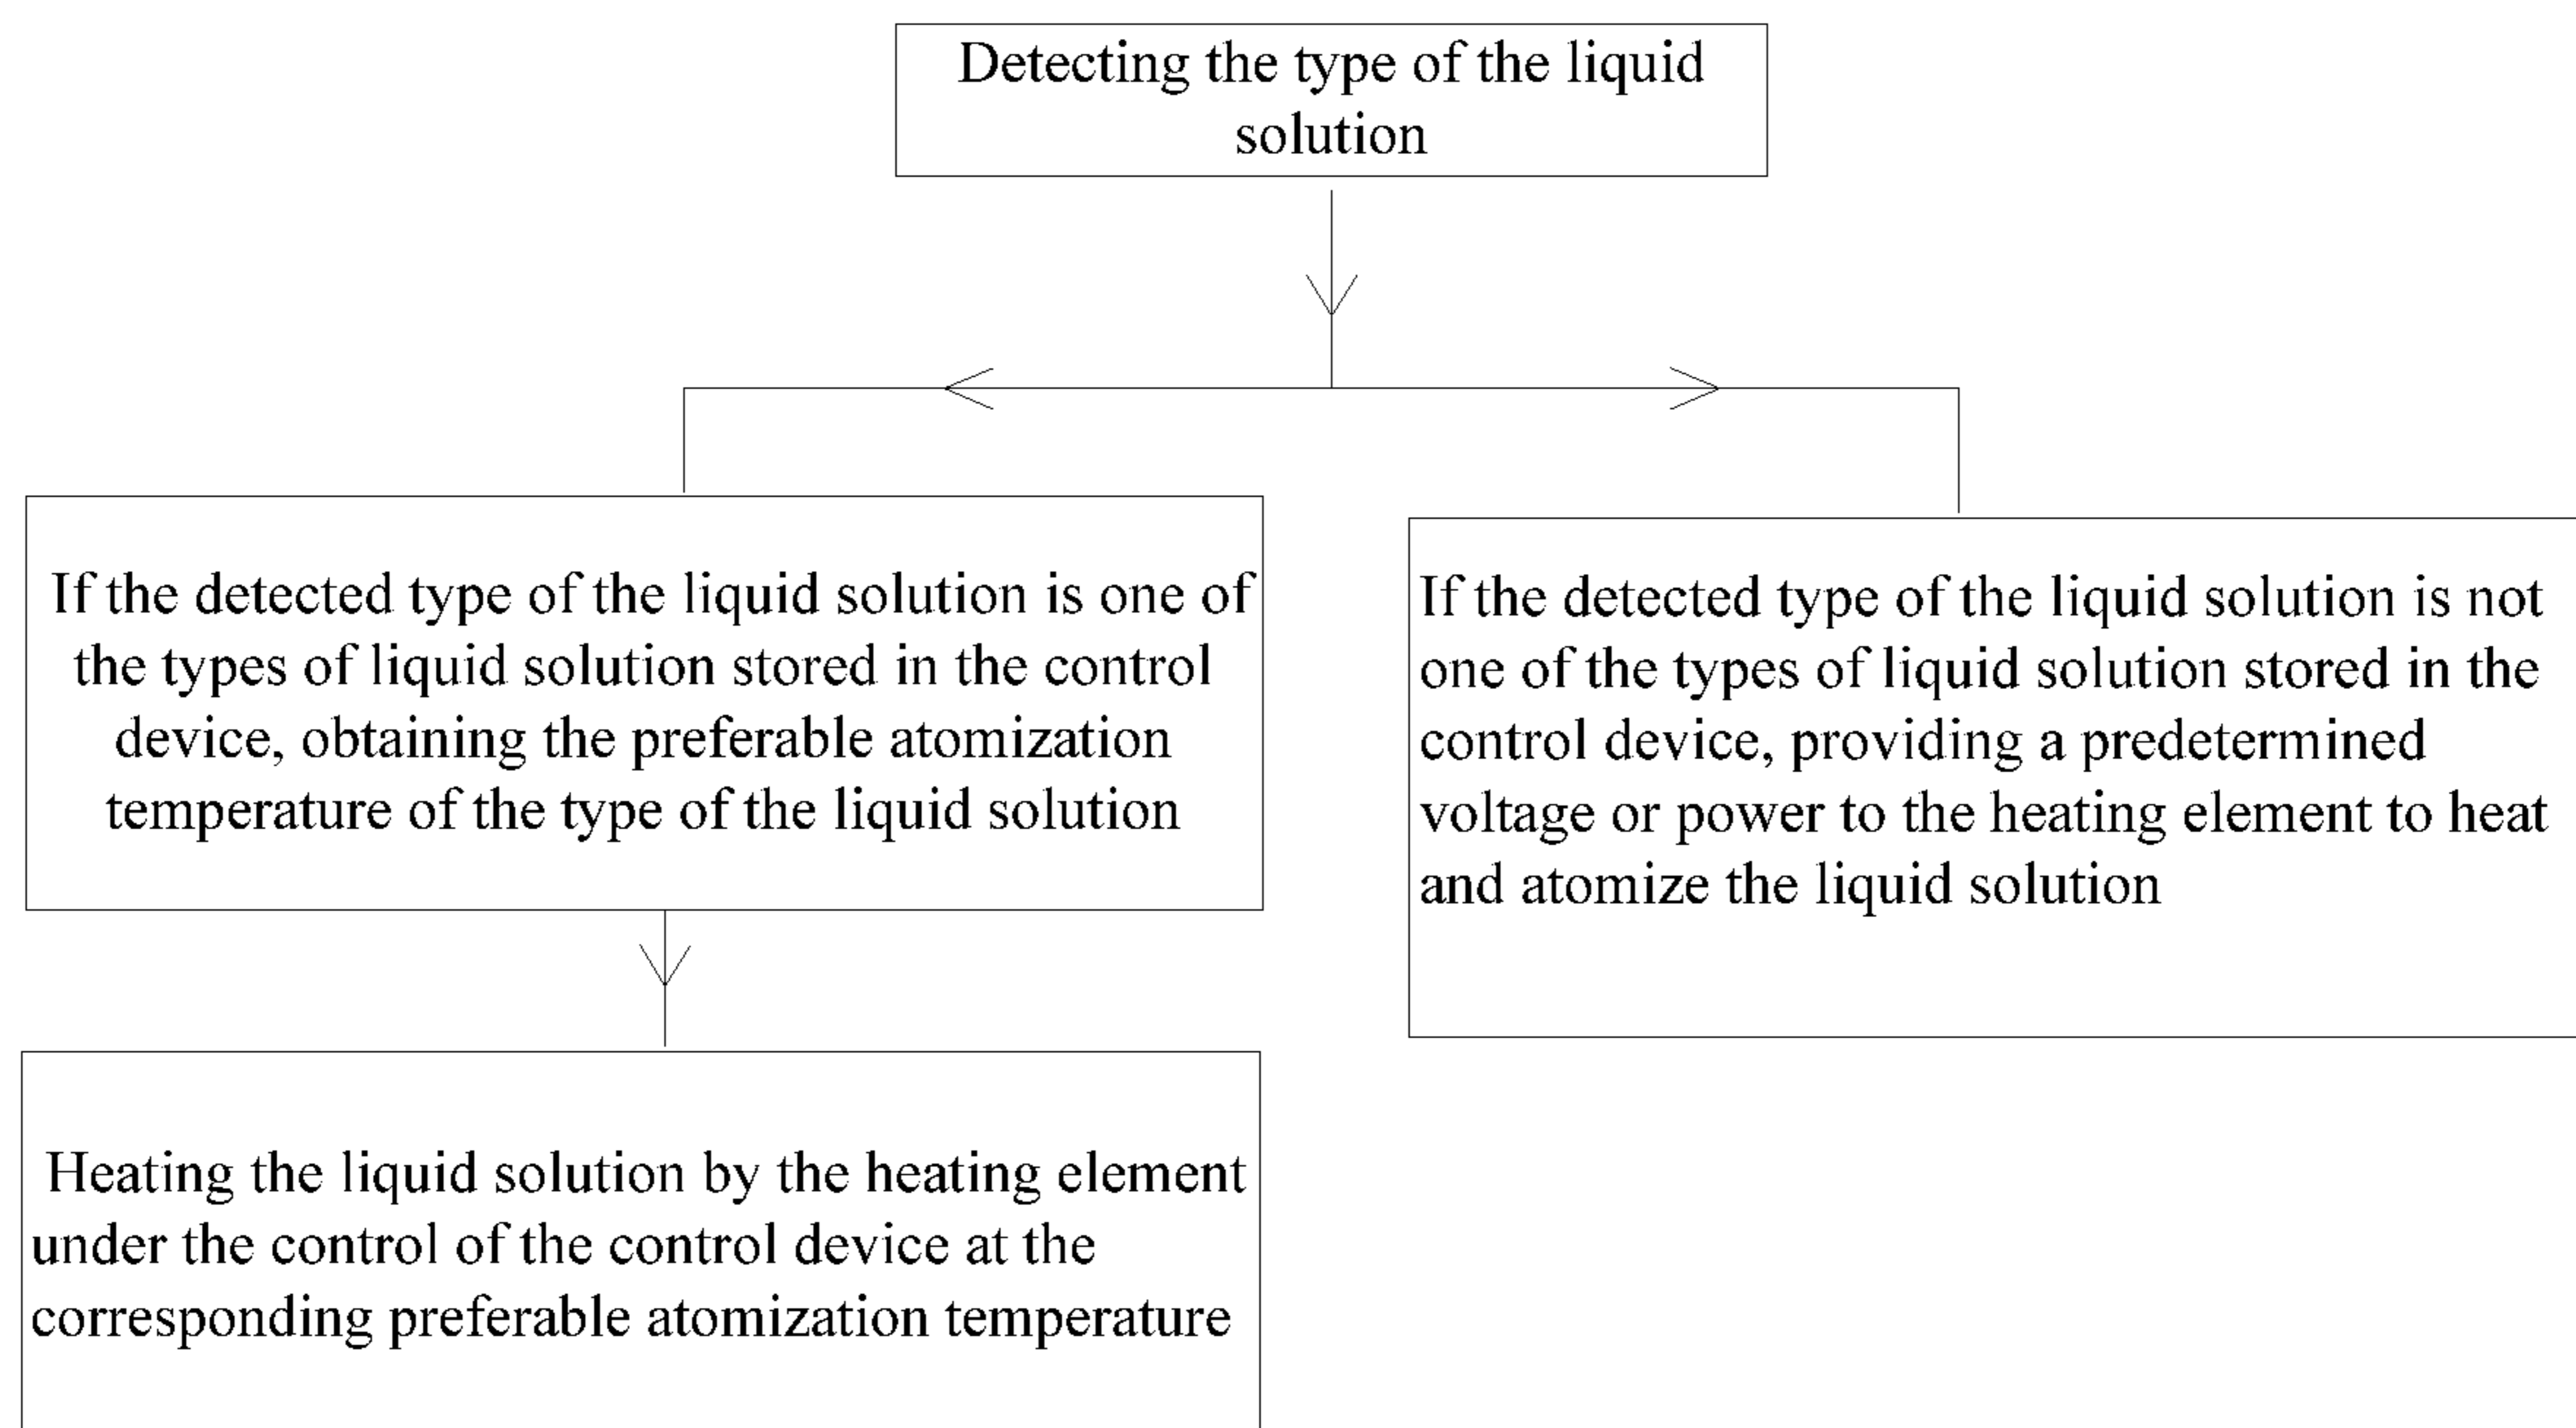 Detecting the type of the liquid
solution
If the detected type of the liquid solution is one of
the types of liquid solution stored in the control
device, obtaining the preferable atomization
temperature of the type of the liquid solution
If the detected type of the liquid solution is not
one of the types of liquid solution stored in the
control device, providing a predetermined
voltage or power to the heating element to heat
and atomize the liquid solution
Heating the liquid solution by the heating element
under the control of the control device at the
corresponding preferable atomization temperature